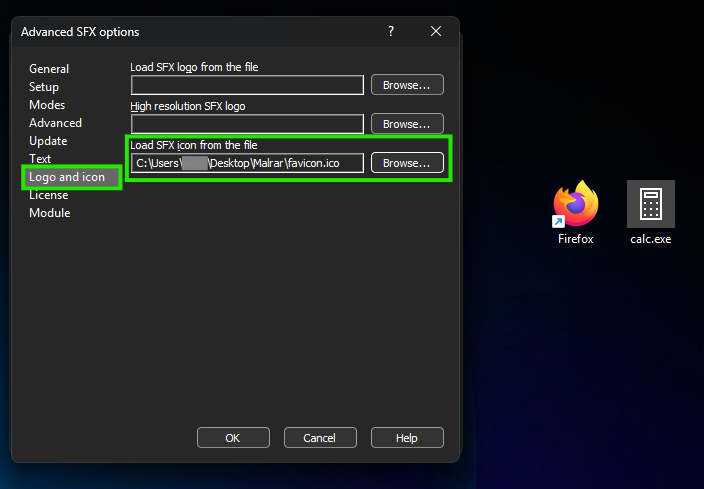 Advanced SFX options
?
General
Setup
Modes
Advanced
Update
Text
Logo and icon
License
Module
Load SFX logo from the file
Browse...
High resolution SFX logo
Browse...
Load SFX icon from the file
C:\Users\ \Desktop\Malrar\favicon.ico
Browse...
OK
Cancel
Help
Firefox
calc.exe